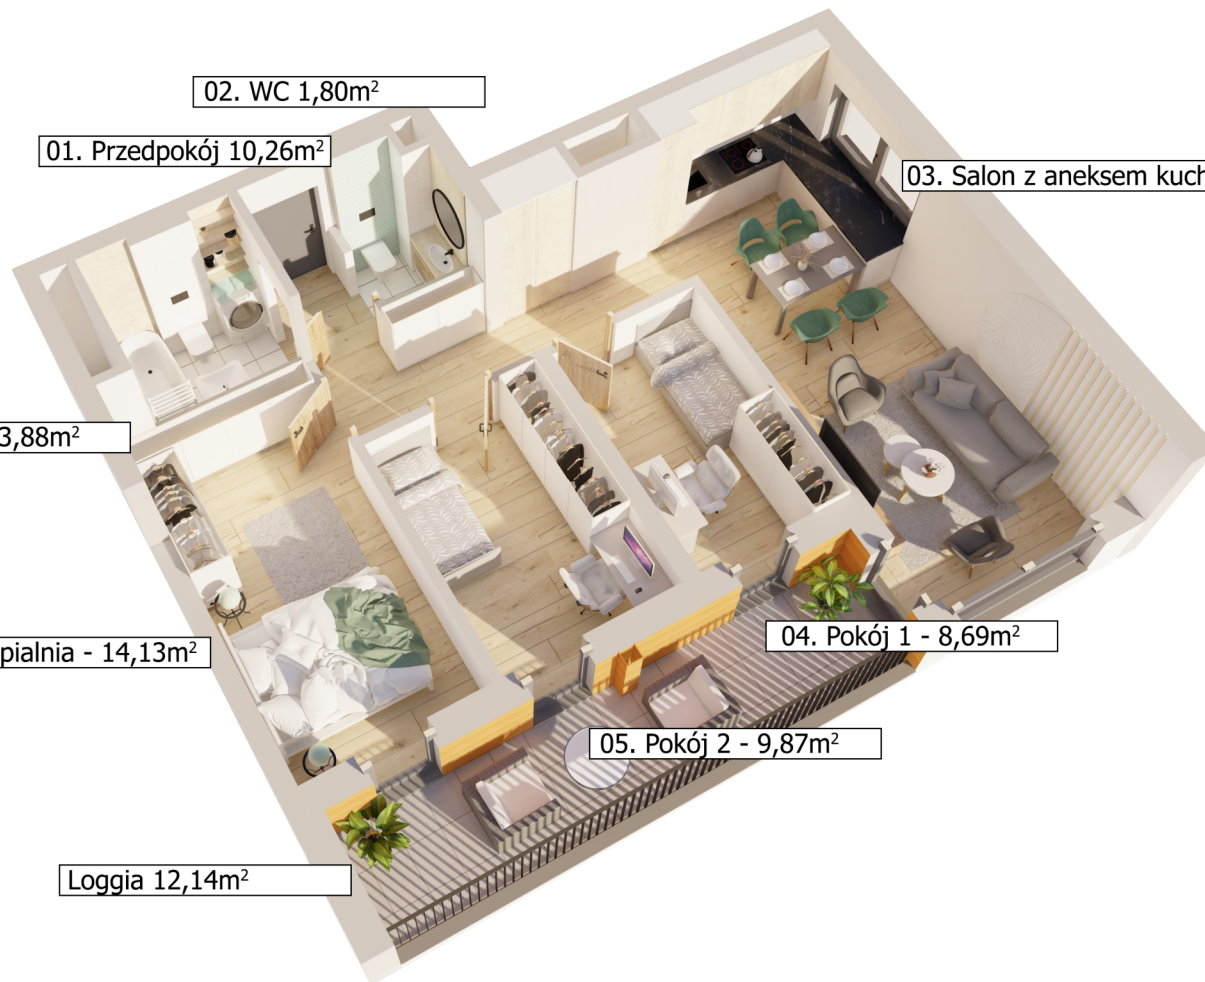 02. WC 1,80m²
01. Przedpokój 10,26m²
03. Salon z aneksem kuch
3,88m²
04. Pokój 1 - 8,69m²
pialnia - 14,13m²
05. Pokój 2 - 9,87m²
Loggia 12,14m²